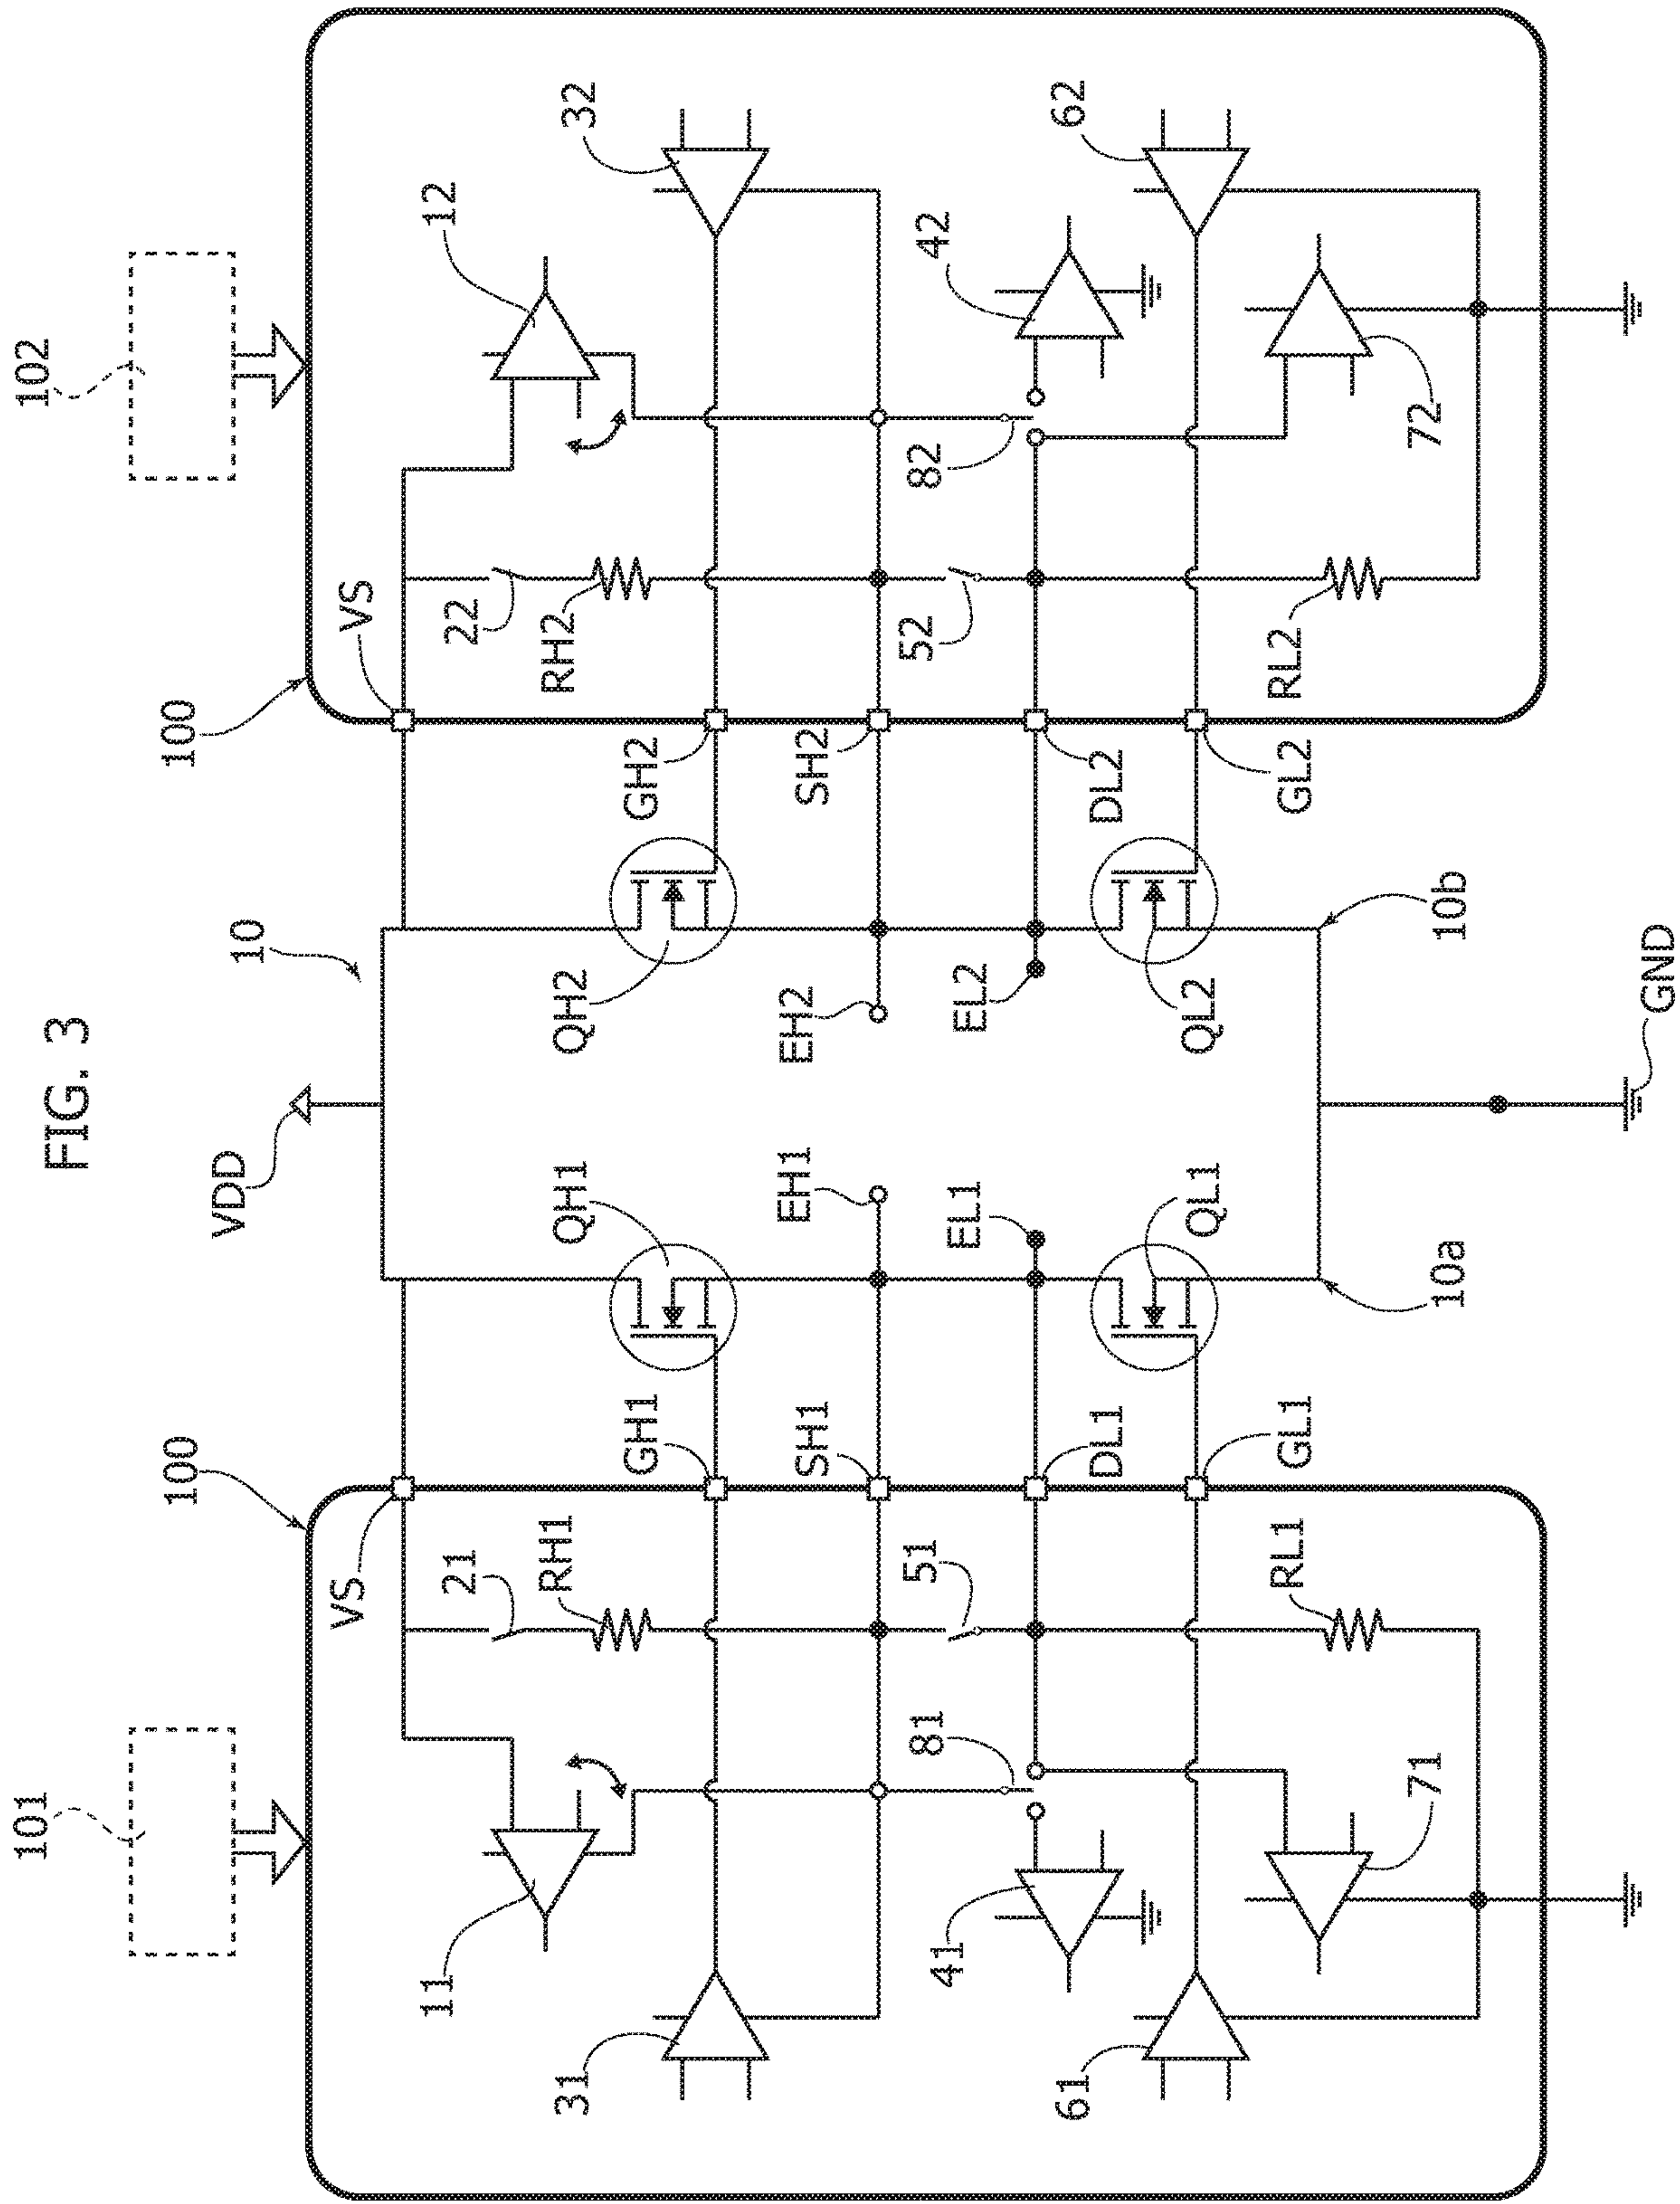 FIG. 3
101
102
100
VDD
10
100
VS
VS
11
21
RH1
QH1
QH2
RH2
22
12
31
GH1
GH2
32
SH1
EH1
EH2
SH2
81
51
EL1
EL2
52
82
41
DL1
DL2
42
61
GL1
QL1
QL2
GL2
62
71
RL1
10a
10b
RL2
72
GND